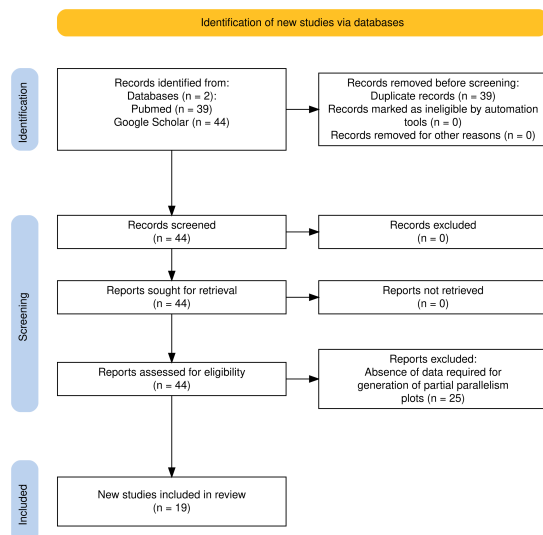 Identification of new studies via databases
Identification
Records identified from:
Databases (n = 2):
Pubmed (n = 39)
Google Scholar (n = 44)
Records removed before screening:
Duplicate records (n = 39)
Records marked as ineligible by automation
tools (n = 0)
Records removed for other reasons (n = 0)
Screening
Records screened
(n = 44)
Records excluded
(n = 0)
Reports sought for retrieval
(n = 44)
Reports not retrieved
(n = 0)
Reports assessed for eligibility
(n = 44)
Reports excluded:
Absence of data required for
generation of partial parallelism
plots (n = 25)
Included
New studies included in review
(n = 19)